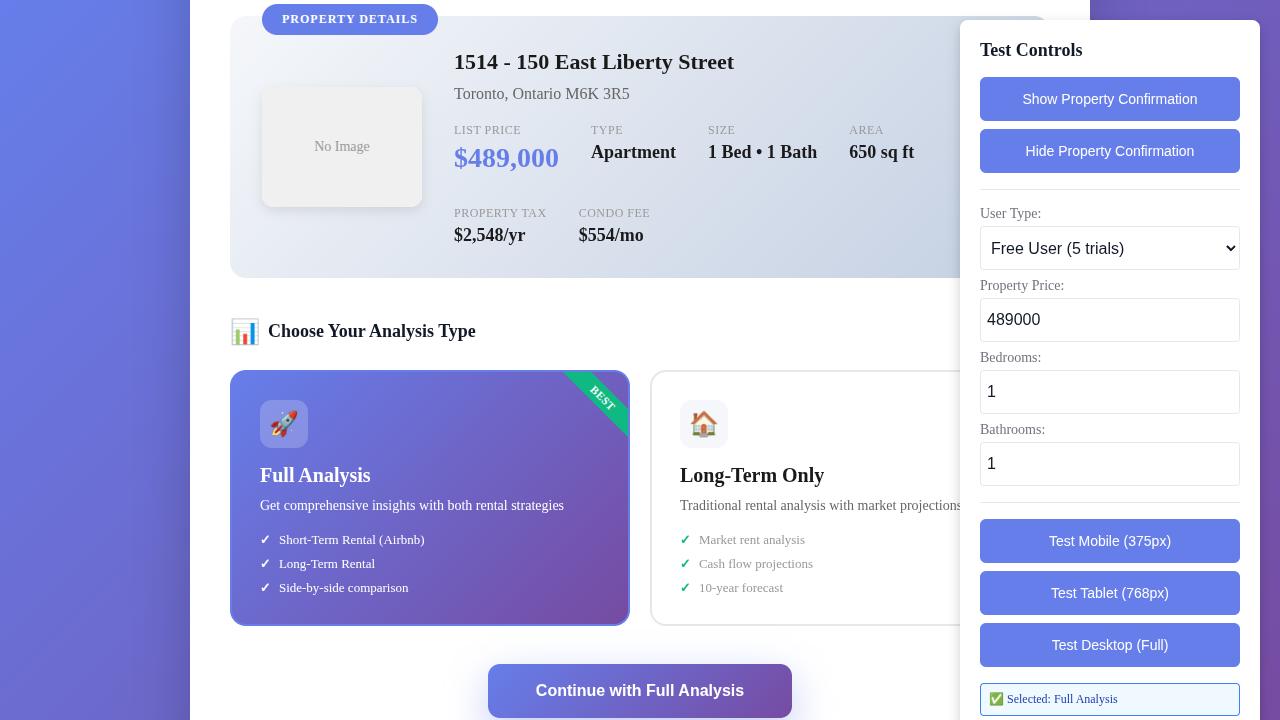 PROPERTY DETAILS
No Image
1514 - 150 East Liberty Street
Toronto, Ontario M6K 3R5
LIST PRICE
$489,000
TYPE
Apartment
SIZE
1 Bed • 1 Bath
AREA
650 sq ft
PROPERTY TAX
$2,548/yr
CONDO FEE
$554/mo
📊 Choose Your Analysis Type
BEST
🚀
Full Analysis
Get comprehensive insights with both rental strategies
✓ Short-Term Rental (Airbnb)
✓ Long-Term Rental
✓ Side-by-side comparison
🏠
Long-Term Only
Traditional rental analysis with market projections
✓ Market rent analysis
✓ Cash flow projections
✓ 10-year forecast
Continue with Full Analysis
Test Controls
Show Property Confirmation
Hide Property Confirmation
User Type:
Free User (5 trials)
Property Price:
489000
Bedrooms:
1
Bathrooms:
1
Test Mobile (375px)
Test Tablet (768px)
Test Desktop (Full)
✅ Selected: Full Analysis